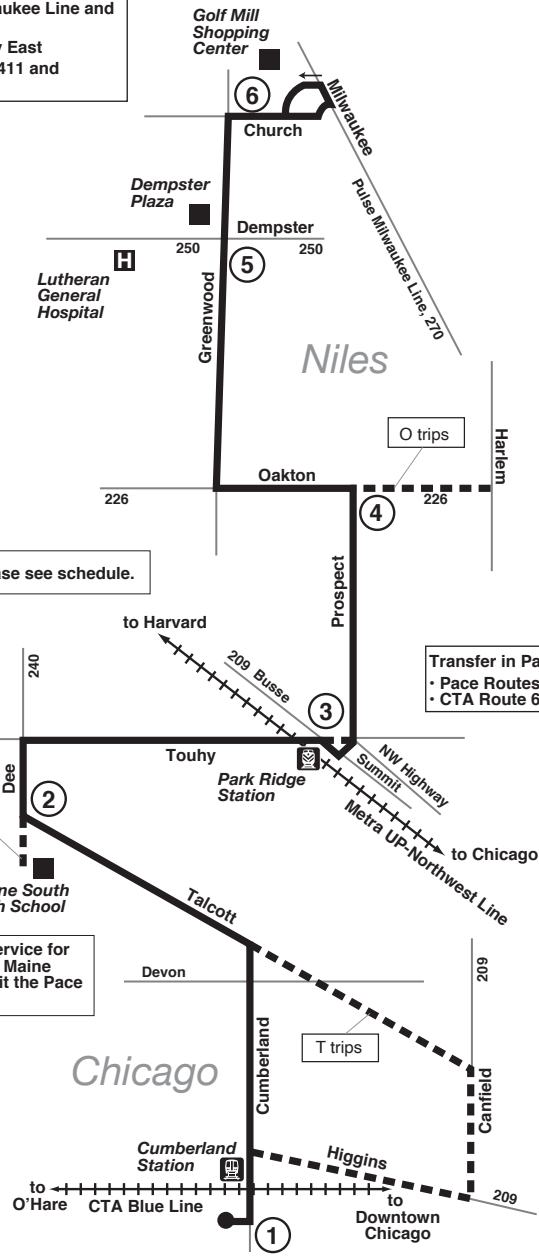 aukee Line and
East
411 and
Golf Mill
Shopping
Center
6
Church
Milwaukee
Pulse Milwaukee Line, 270
Dempster
Plaza
Dempster
250
250
5
H
Lutheran
General
Hospital
Greenwood
Niles
O trips
Harlem
Oakton
226
226
4
Prospect
ase see schedule.
to Harvard
240
209 Busse
3
Transfer in Pa
• Pace Routes
• CTA Route 6
Touhy
NW Highway
Summit
Park Ridge
Station
Dee
2
Metra UP-Northwest Line
to Chicago
ne South
h School
Talcott
ervice for
Maine
it the Pace
Devon
209
T trips
Chicago
Cumberland
Canfield
Cumberland
Station
Higgins
to
O'Hare
CTA Blue Line
to
Downtown
Chicago
209
1